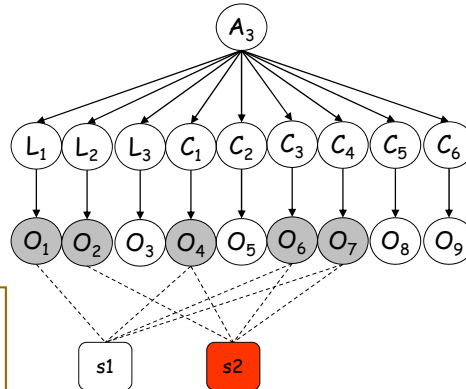 A₃
L₁ L₂ L₃ C₁ C₂ C₃ C₄ C₅ C₆
O₁ O₂ O₃ O₄ O₅ O₆ O₇ O₈ O₉
s1 s2